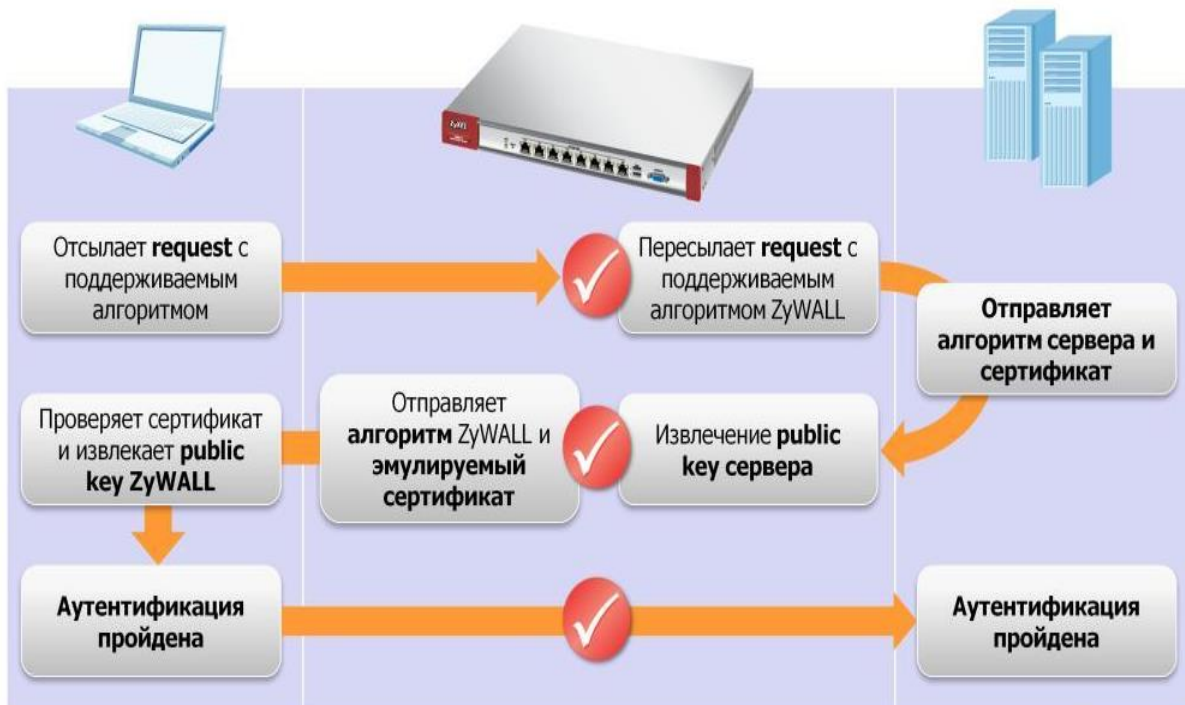 ZyWALL
Отсылает request с
поддерживаемым
алгоритмом
Пересылает request с
поддерживаемым
алгоритмом ZyWALL
Отправляет
алгоритм сервера и
сертификат
Проверяет сертификат
и извлекает public
key ZyWALL
Отправляет
алгоритм ZyWALL и
эмулируемый
сертификат
Извлечение public
key сервера
Аутентификация
пройдена
Аутентификация
пройдена